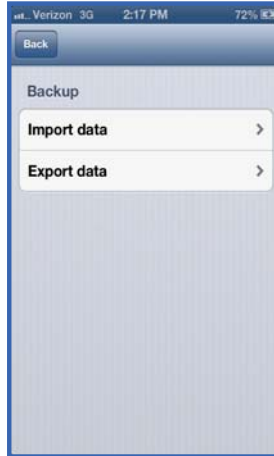 Verizon 3G 2:17 PM 72%
Back
Backup
Import data
Export data